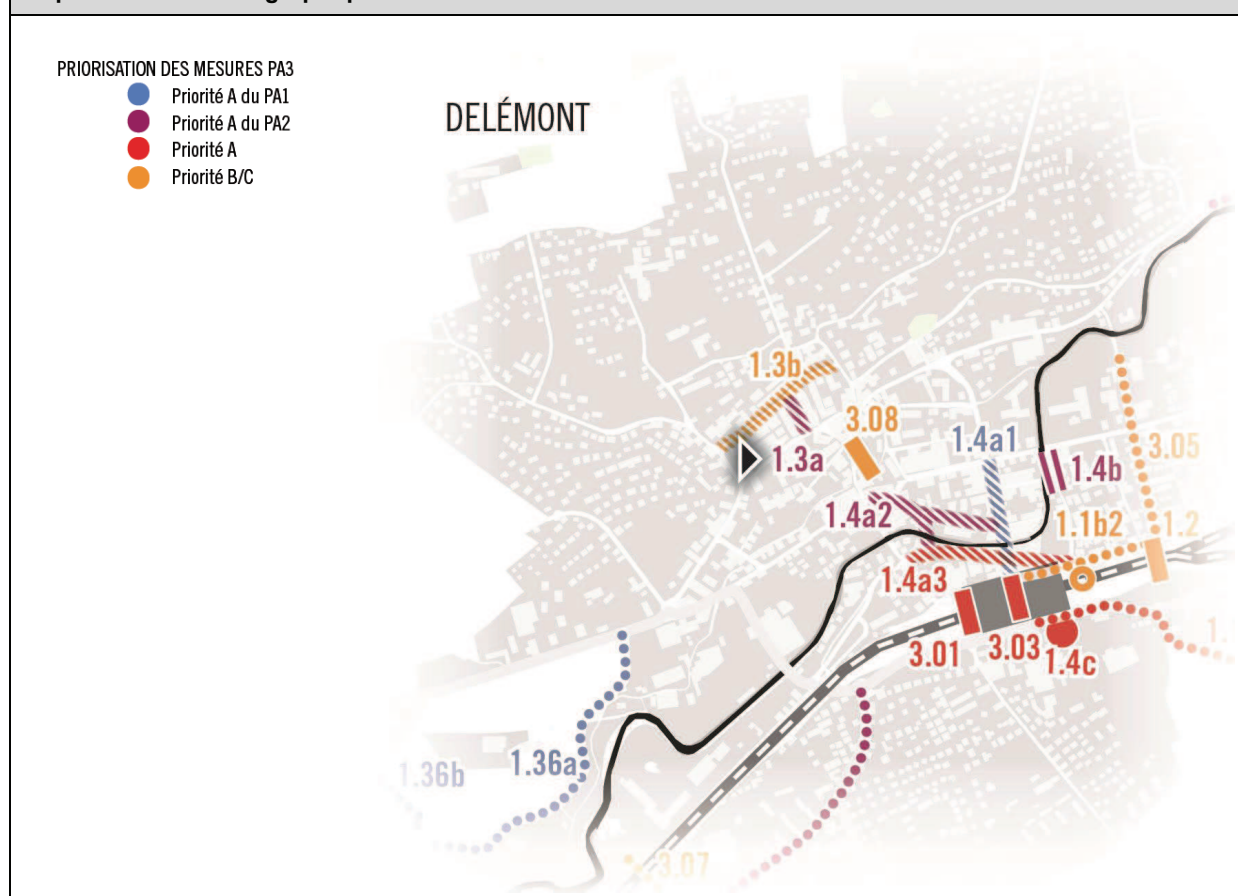 PRIORISATION DES MESURES PA3
Priorité A du PA1
Priorité A du PA2
Priorité A
Priorité B/C
DELÉMONT
1.3b
3.08
1.4a1
1.3a
1.4b
3.05
1.4a2
1.1b2
1.2
1.4a3
3.01
3.03
1.4c
1.36b
1.36a
3.07